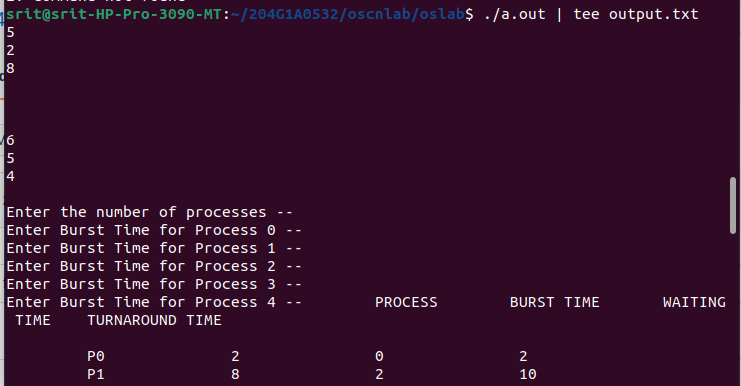 srit@srit-HP-Pro-3090-MT:~/204G1A0532/oscnlab/oslab$ ./a.out | tee output.txt
5
2
8
6
5
4
Enter the number of processes --
Enter Burst Time for Process 0 --
Enter Burst Time for Process 1 --
Enter Burst Time for Process 2 --
Enter Burst Time for Process 3 --
Enter Burst Time for Process 4 -- PROCESS BURST TIME WAITING
TIME TURNAROUND TIME
P0 2 0 2
P1 8 2 10